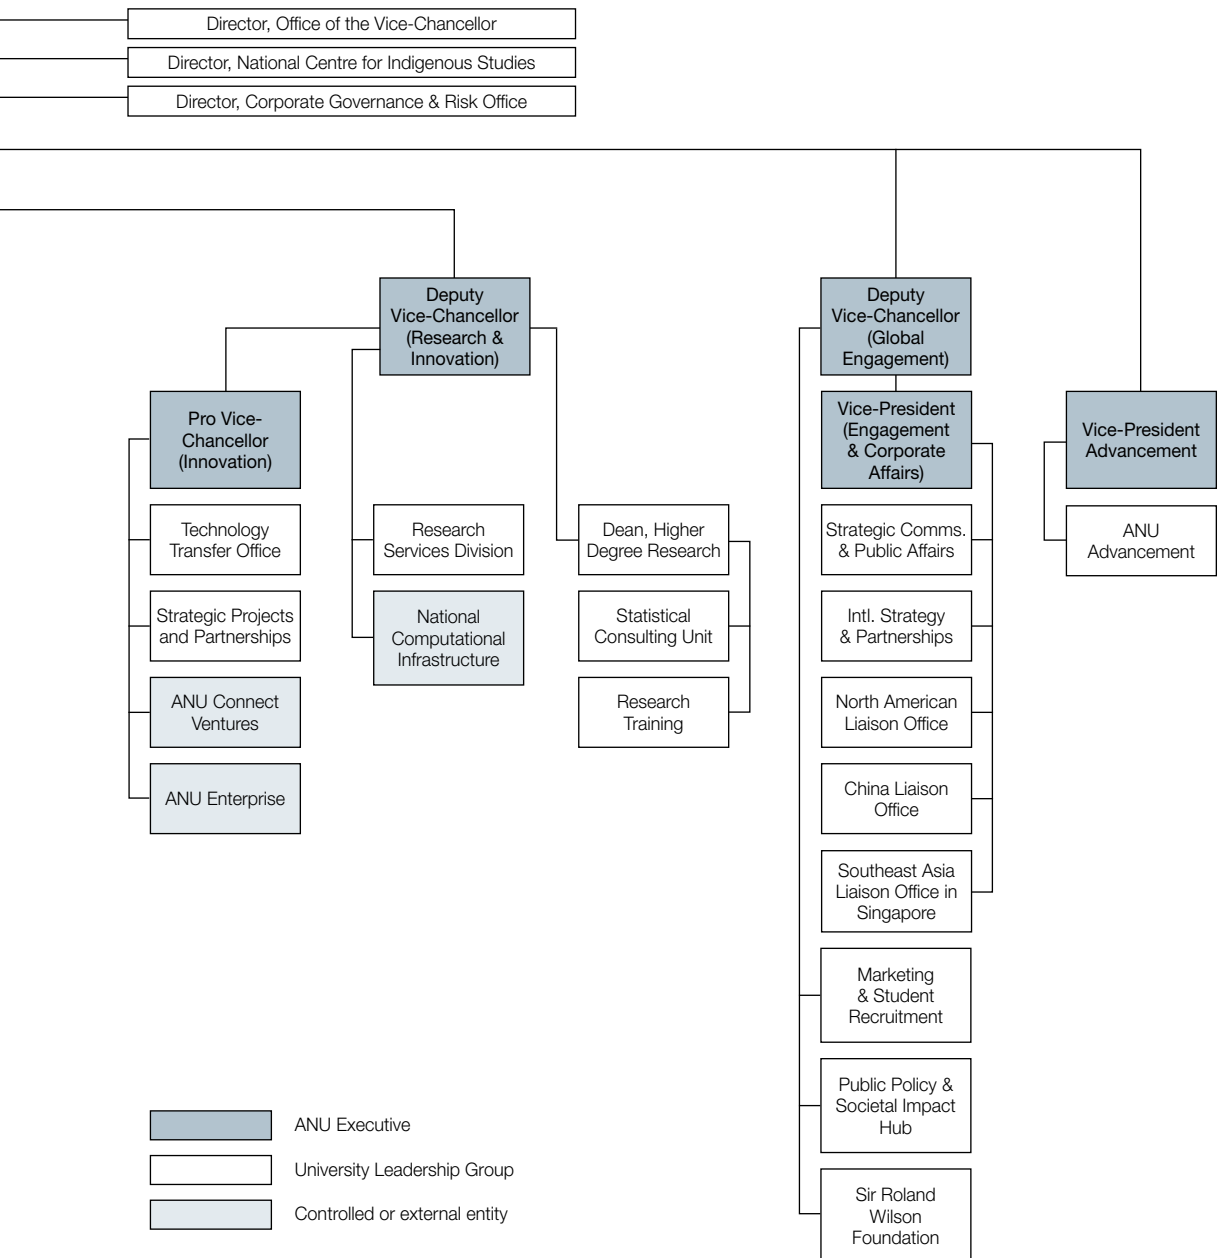 Director, Office of the Vice-Chancellor
Director, National Centre for Indigenous Studies
Director, Corporate Governance & Risk Office
Deputy
Vice-Chancellor
(Research &
Innovation)
Deputy
Vice-Chancellor
(Global
Engagement)
Pro Vice-
Chancellor
(Innovation)
Vice-President
(Engagement
& Corporate
Affairs)
Vice-President
Advancement
Technology
Transfer Office
Research
Services Division
Dean, Higher
Degree Research
Strategic Comms.
& Public Affairs
ANU
Advancement
Strategic Projects
and Partnerships
National
Computational
Infrastructure
Statistical
Consulting Unit
Intl. Strategy
& Partnerships
ANU Connect
Ventures
Research
Training
North American
Liaison Office
ANU Enterprise
China Liaison
Office
Southeast Asia
Liaison Office in
Singapore
Marketing
& Student
Recruitment
Public Policy &
Societal Impact
Hub
Sir Roland
Wilson
Foundation
ANU Executive
University Leadership Group
Controlled or external entity